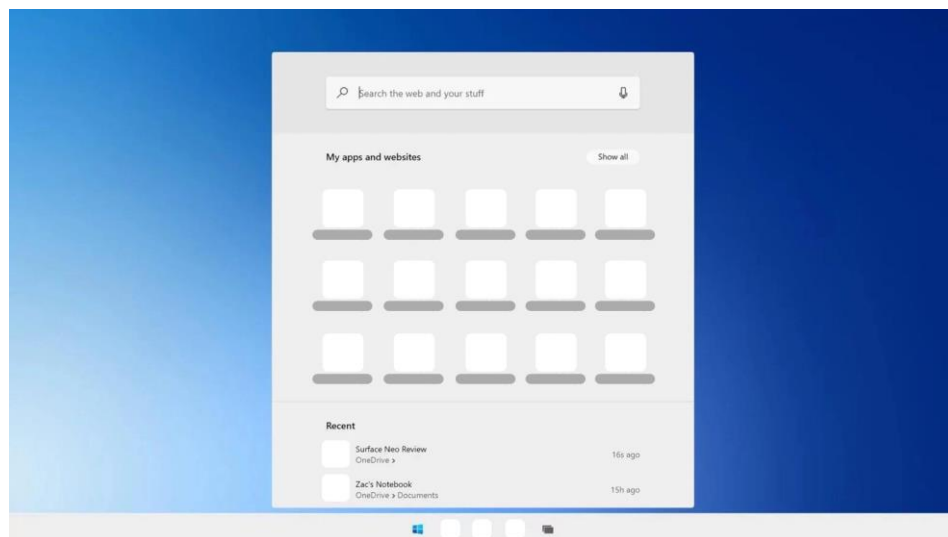 Search the web and your stuff
My apps and websites
Show all
Recent
Surface Neo Review
OneDrive >
16s ago
Zac's Notebook
OneDrive > Documents
15h ago